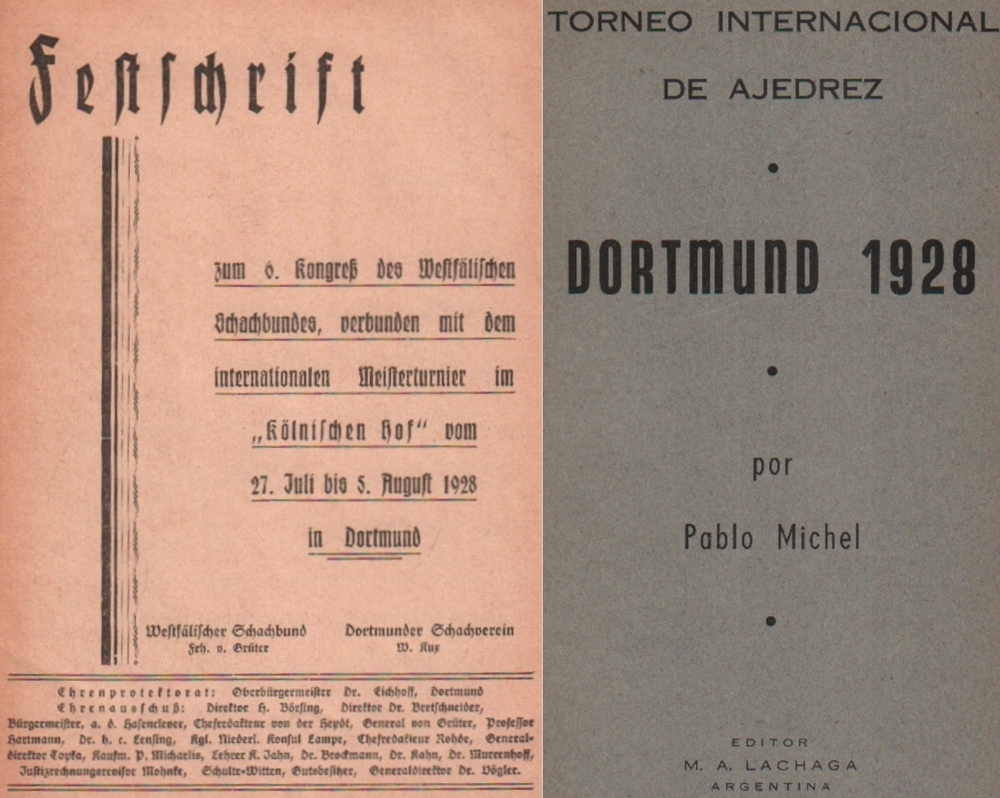 Festschrift
zum 6. Kongreß des Westfälischen
Schachbundes, verbunden mit dem
internationalen Meisterturnier im
„Kölnischen Hof“ vom
27. Juli bis 5. August 1928
in Dortmund
Westfälischer Schachbund
Frh. v. Grüter
Dortmunder Schachverein
W. Kux
Ehrenprotektorat: Oberbürgermeister Dr. Eichhoff, Dortmund
Ehrenausschuß: Direktor H. Börsing, Direktor Dr. Bretschneider,
Bürgermeister, a. d. Hasenclever, Chefredakteur von der Heydt, General von Grüter, Professor
Hartmann, Dr. h. c. Lensing, Kgl. Niederl. Konsul Lampe, Chefredakteur Rohde, General-
direktor Copka, Kaufm. P. Michaelis, Lehrer K. Jahn, Dr. Brockmann, Dr. Kahn, Dr. Murrenhoff,
Justizrechnungsrevisor Mohnke, Schulte-Witten, Gutsbesitzer, Generaldirektor Dr. Vögler.
TORNEO INTERNACIONAL
DE AJEDREZ
DORTMUND 1928
por
Pablo Michel
EDITOR
M. A. LACHAGA
ARGENTINA